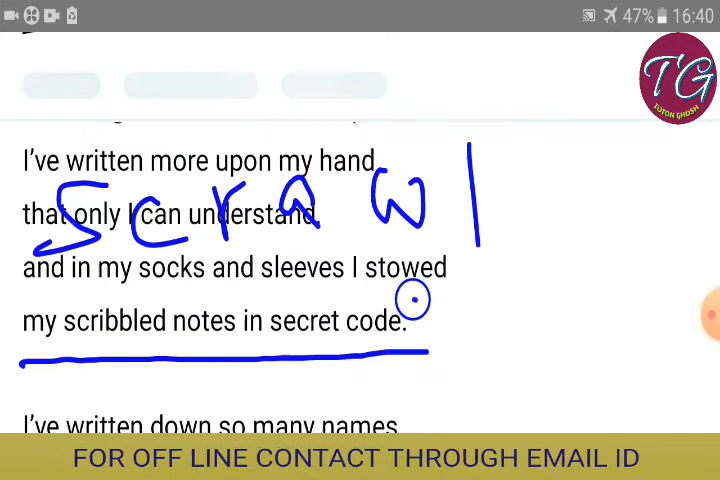 47% 16:40
TG
TOTON GHOSH
I've written more upon my hand
Scrawl
that only I can understand,
and in my socks and sleeves I stowed
my scribbled notes in secret code.
I've written down so many names
FOR OFF LINE CONTACT THROUGH EMAIL ID